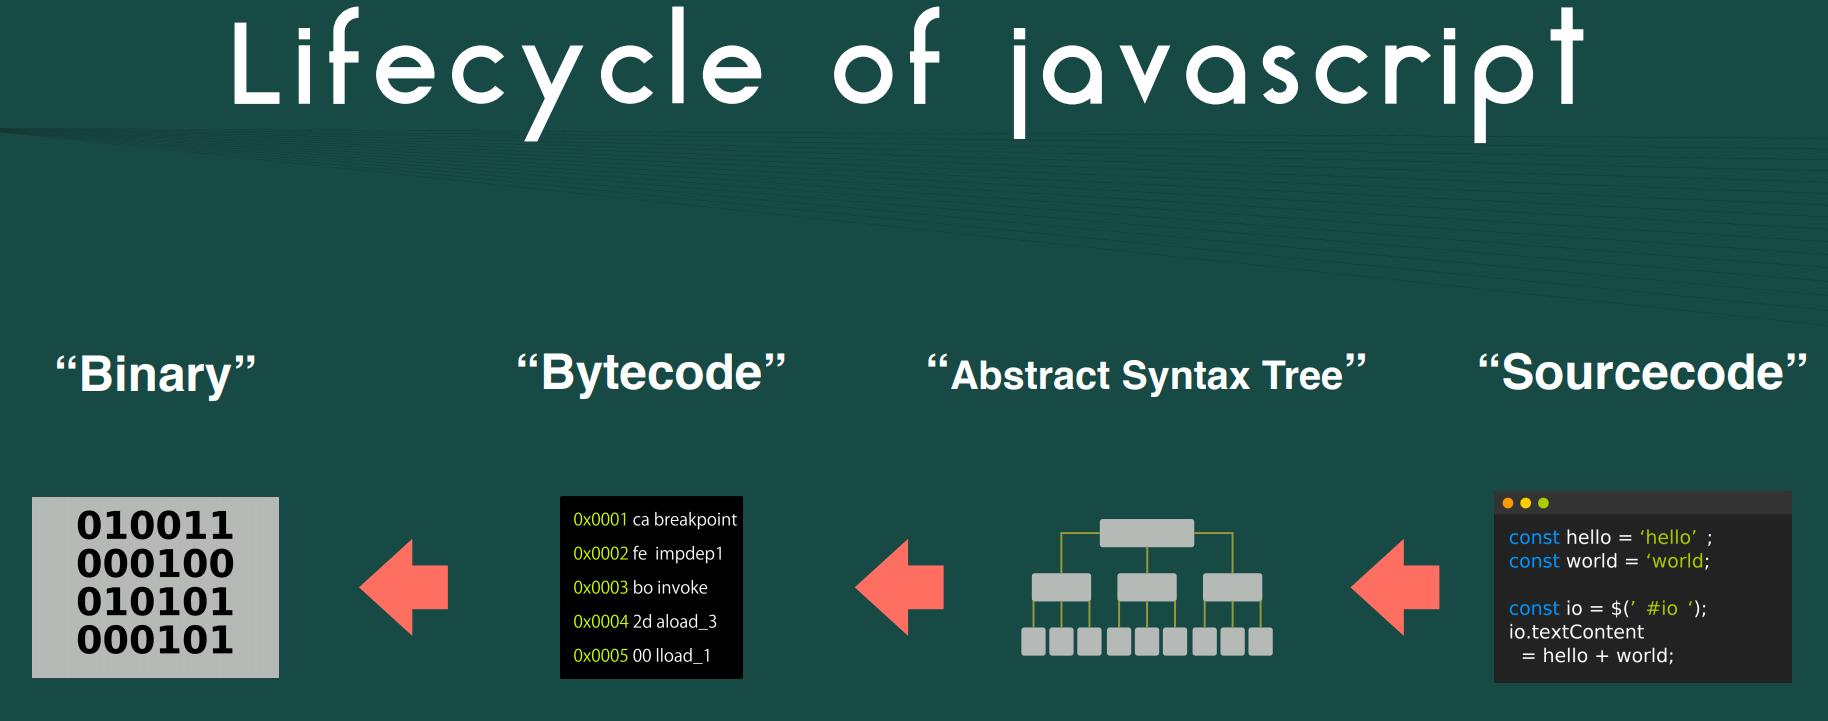 Lifecycle of javascript
“Binary”
“Bytecode”
“Abstract Syntax Tree”
“Sourcecode”
010011
000100
010101
000101
0x0001 ca breakpoint
0x0002 fe impdep1
0x0003 bo invoke
0x0004 2d aload_3
0x0005 00 lload_1
const hello = ‘hello’ ;
const world = ‘world;
const io = $(’ #io ‘);
io.textContent
= hello + world;